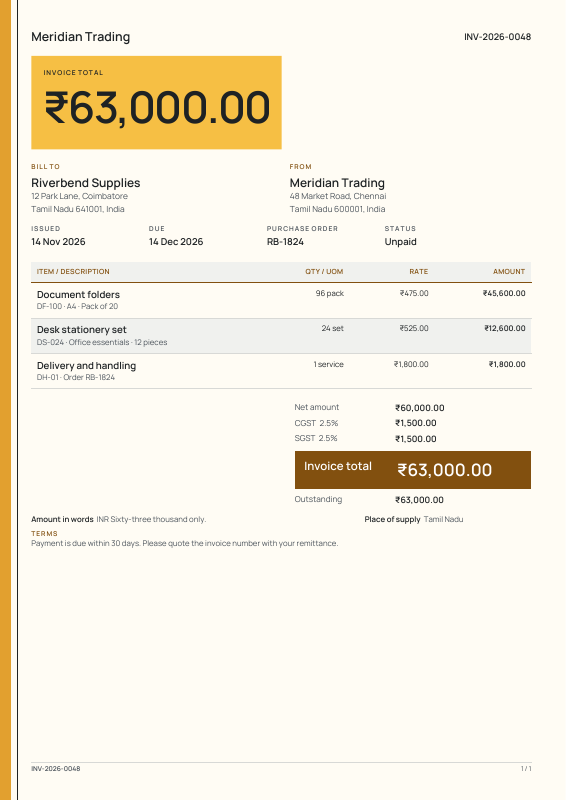 Meridian Trading
INV-2026-0048
INVOICE TOTAL
₹63,000.00
BILL TO
FROM
Riverbend Supplies
Meridian Trading
12 Park Lane, Coimbatore
48 Market Road, Chennai
Tamil Nadu 641001, India
Tamil Nadu 600001, India
ISSUED
DUE
PURCHASE ORDER
STATUS
14 Nov 2026
14 Dec 2026
RB-1824
Unpaid
ITEM / DESCRIPTION
QTY / UOM
RATE
AMOUNT
Document folders
96 pack
₹475.00
₹45,600.00
DF-100 · A4 · Pack of 20
Desk stationery set
24 set
₹525.00
₹12,600.00
DS-024 · Office essentials · 12 pieces
Delivery and handling
1 service
₹1,800.00
₹1,800.00
DH-01 · Order RB-1824
Net amount
₹60,000.00
CGST 2.5%
₹1,500.00
SGST 2.5%
₹1,500.00
Invoice total
₹63,000.00
Outstanding
₹63,000.00
Amount in words INR Sixty-three thousand only.
Place of supply Tamil Nadu
TERMS
Payment is due within 30 days. Please quote the invoice number with your remittance.
INV-2026-0048
1 / 1